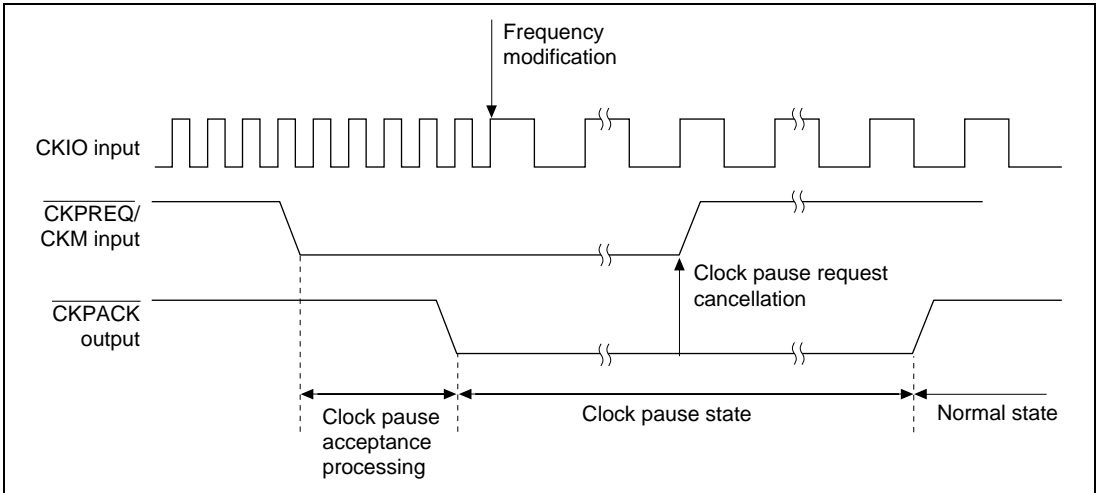 Frequency
modification
CKIO input
CKPREQ/
CKM input
Clock pause request
cancellation
CKPACK
output
Clock pause
acceptance
processing
Clock pause state
Normal state